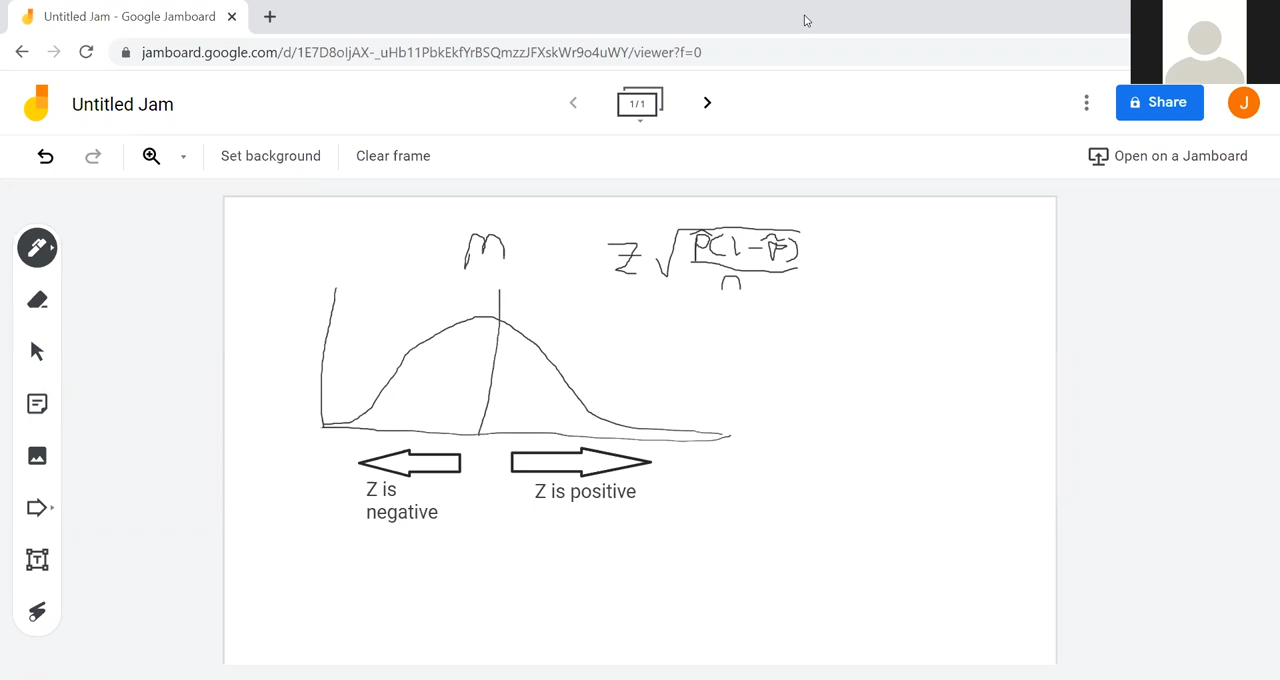 Untitled Jam - Google Jamboard
jamboard.google.com/d/1E7D8oIjAX-_uHb11PbkEkfYrBSQmzzJFXskWr9o4uWY/viewer?f=0
Untitled Jam
1/1
Share
J
Set background
Clear frame
Open on a Jamboard
M
Z √ p̂(1-p̂)
n
Z is
negative
Z is positive
T